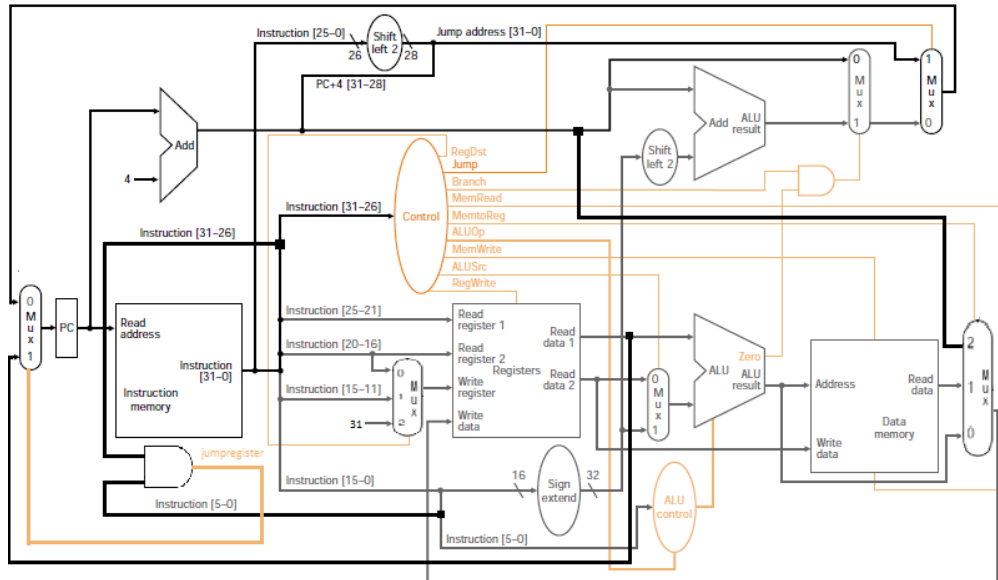 Instruction [25–0]
26
Shift
left 2
28
Jump address [31–0]
PC+4 [31–28]
Add
4
0
M
u
x
1
1
M
u
x
0
Add
ALU
result
Shift
left 2
RegDst
Jump
Branch
MemRead
MemtoReg
ALUOp
MemWrite
ALUSrc
RegWrite
Control
Instruction [31–26]
Instruction [31–26]
0
M
u
x
1
PC
Read
address
Instruction
[31–0]
Instruction
memory
Instruction [25–21]
Instruction [20–16]
Instruction [15–11]
31
0
1
2
M
u
x
Read
register 1
Read
register 2
Write
register
Write
data
Registers
Read
data 1
Read
data 2
0
M
u
x
1
Zero
ALU
ALU
result
Address
Write
data
Read
data
Data
memory
2
M
u
x
1
0
jumpregister
Instruction [15–0]
16
Sign
extend
32
Instruction [5–0]
Instruction [5–0]
ALU
control